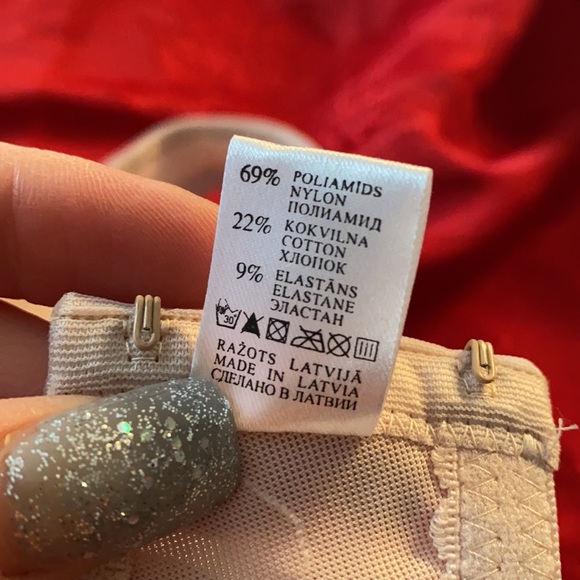 69% POLIAMIDS
NYLON
ПОЛИАМИД
22% KOKVILNA
COTTON
ХЛОПОК
9% ELASTĀNS
ELASTANE
ЭЛАСТАН
30
RAŽOTS LATVIJĀ
MADE IN LATVIA
СДЕЛАНО В ЛАТВИИ